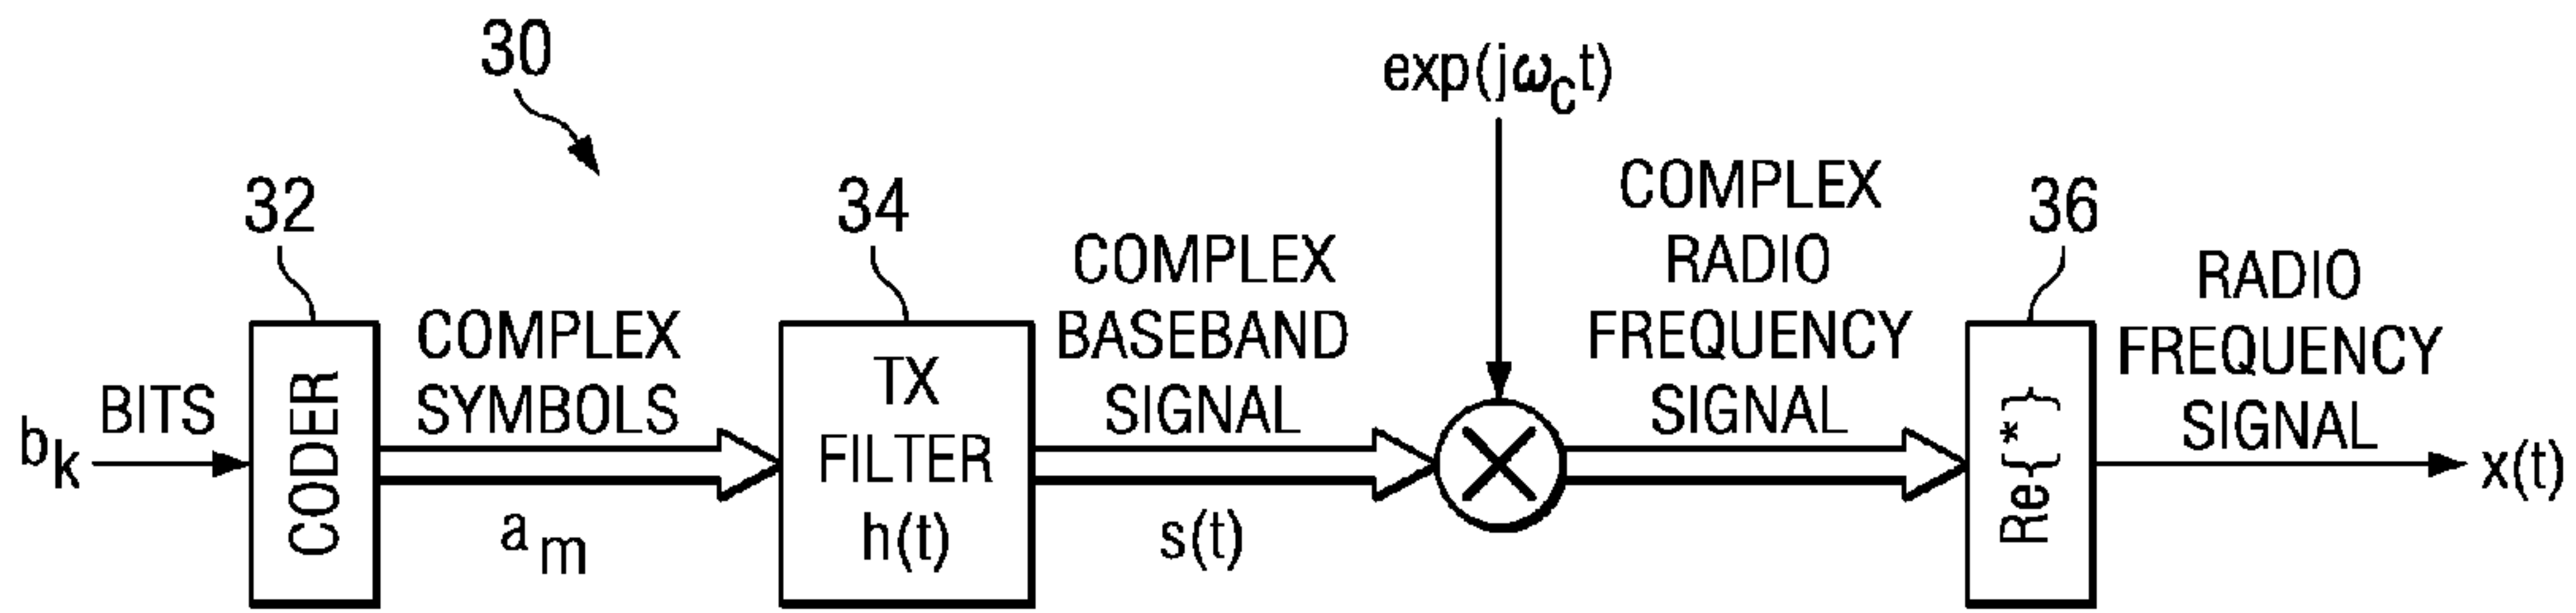 30
exp(jω_c t)
32
34
36
COMPLEX
RADIO
FREQUENCY
SIGNAL
COMPLEX
BASEBAND
SIGNAL
RADIO
FREQUENCY
SIGNAL
COMPLEX
SYMBOLS
b_k
BITS
CODER
a_m
TX
FILTER
h(t)
s(t)
Re{*}
x(t)